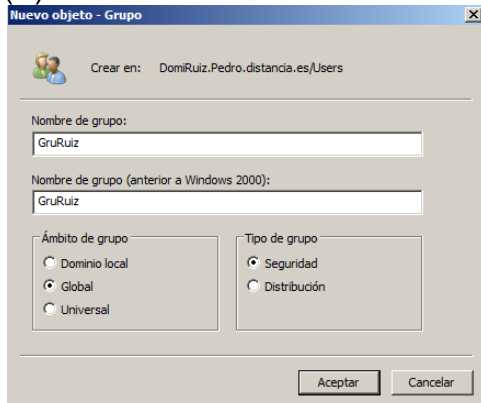 Nuevo objeto - Grupo
Crear en: DomiRuiz.Pedro.distancia.es/Users
Nombre de grupo:
GruRuiz
Nombre de grupo (anterior a Windows 2000):
GruRuiz
Ámbito de grupo
Dominio local
Global
Universal
Tipo de grupo
Seguridad
Distribución
Aceptar
Cancelar